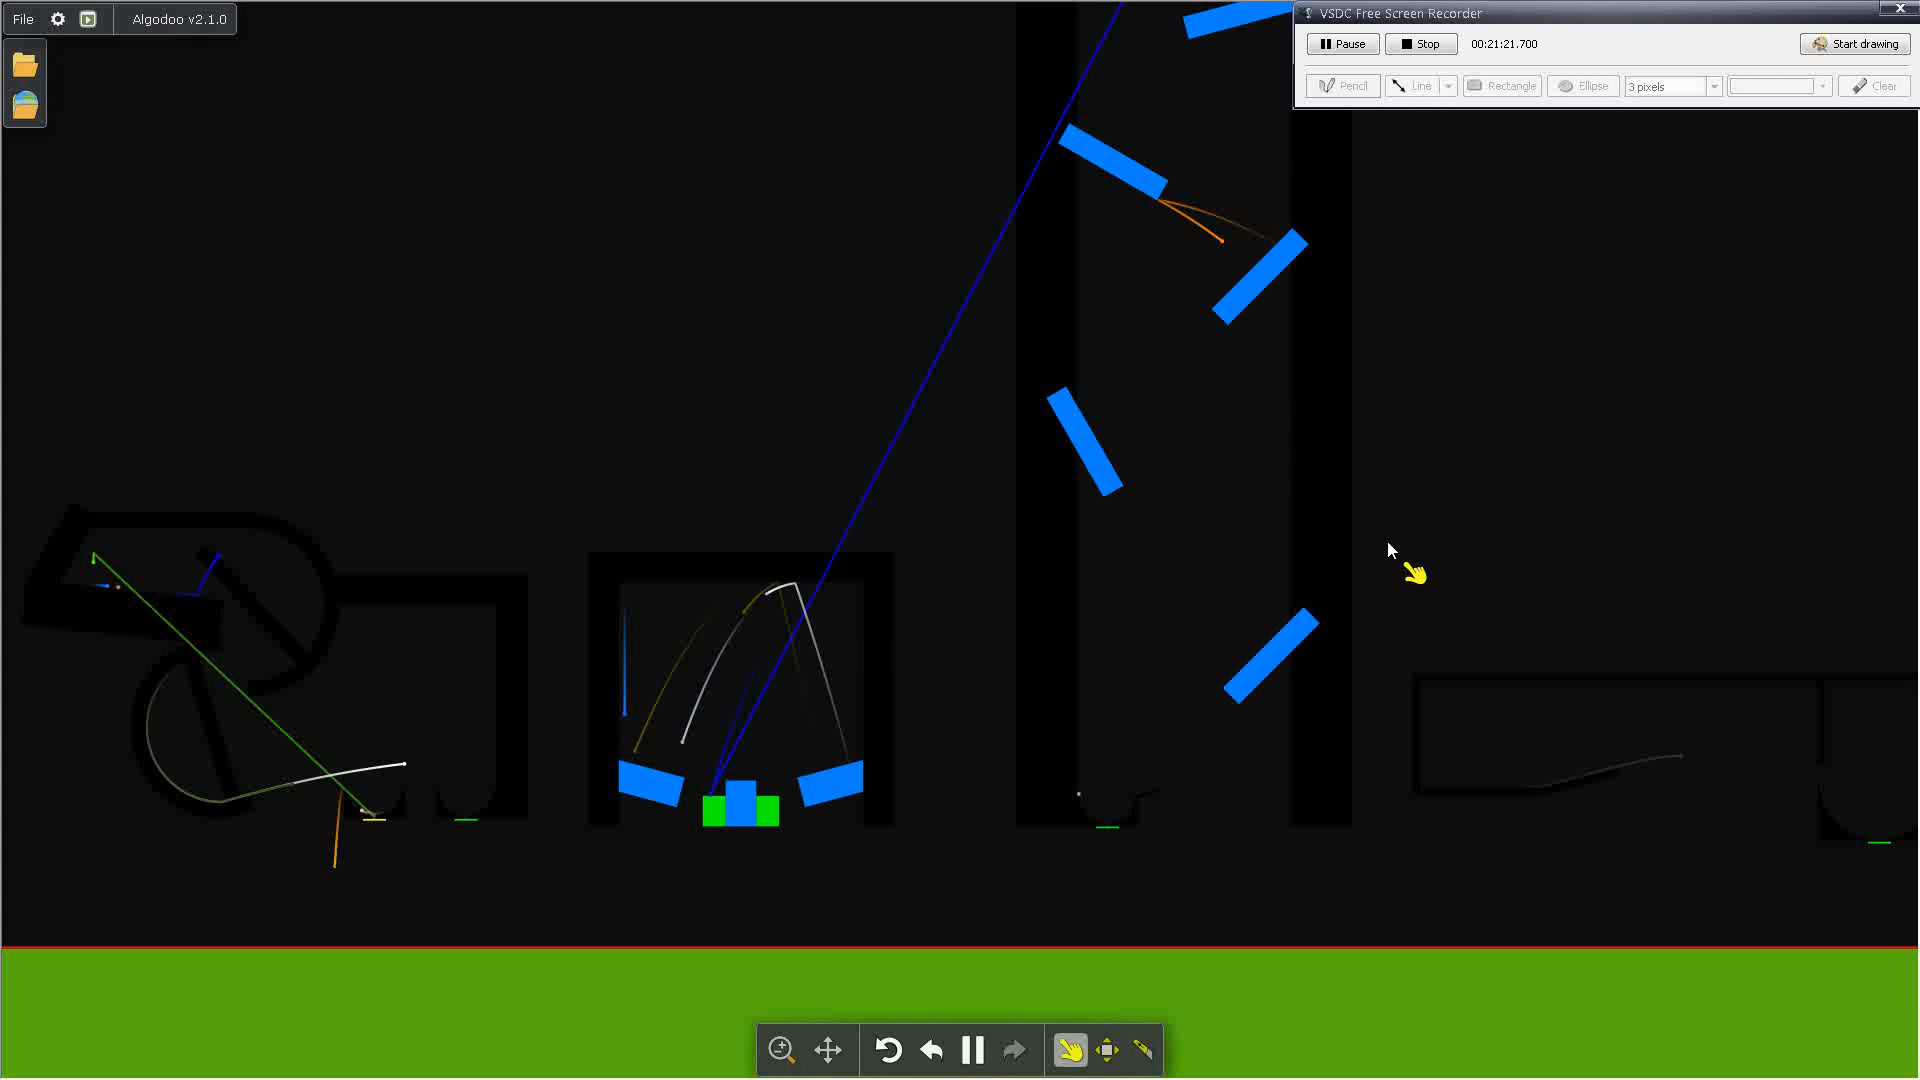 File
Algodoo v2.1.0
VSDC Free Screen Recorder
Pause
Stop
00:21:21.700
Start drawing
Pencil
Line
Rectangle
Ellipse
3 pixels
Clear